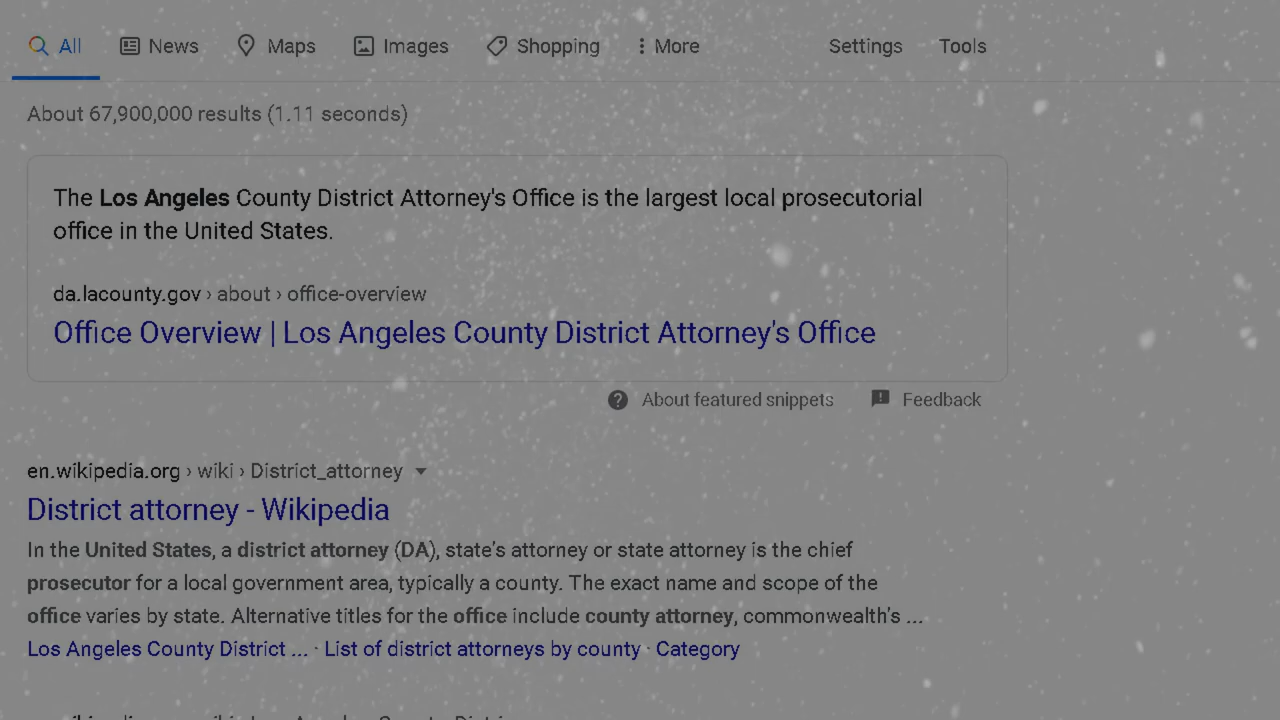 All News Maps Images Shopping More Settings Tools
About 67,900,000 results (1.11 seconds)
The Los Angeles County District Attorney's Office is the largest local prosecutorial
office in the United States.
da.lacounty.gov › about › office-overview
Office Overview | Los Angeles County District Attorney's Office
About featured snippets Feedback
en.wikipedia.org › wiki › District_attorney
District attorney - Wikipedia
In the United States, a district attorney (DA), state's attorney or state attorney is the chief
prosecutor for a local government area, typically a county. The exact name and scope of the
office varies by state. Alternative titles for the office include county attorney, commonwealth's ...
Los Angeles County District ... · List of district attorneys by county · Category